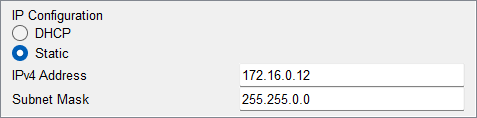 IP Configuration
DHCP
Static
IPv4 Address 172.16.0.12
Subnet Mask 255.255.0.0